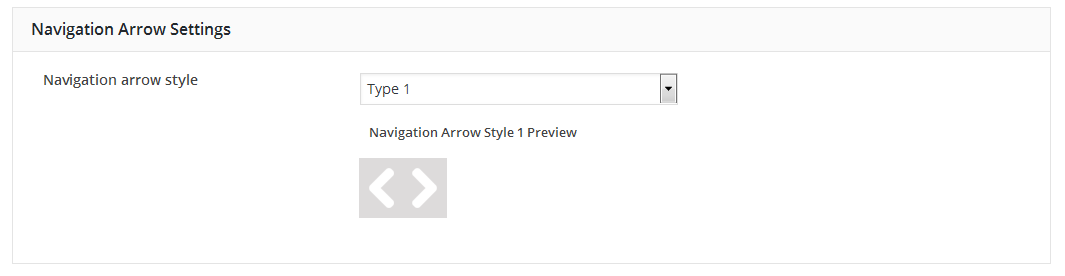 Navigation Arrow Settings
Navigation arrow style
Type 1
Navigation Arrow Style 1 Preview